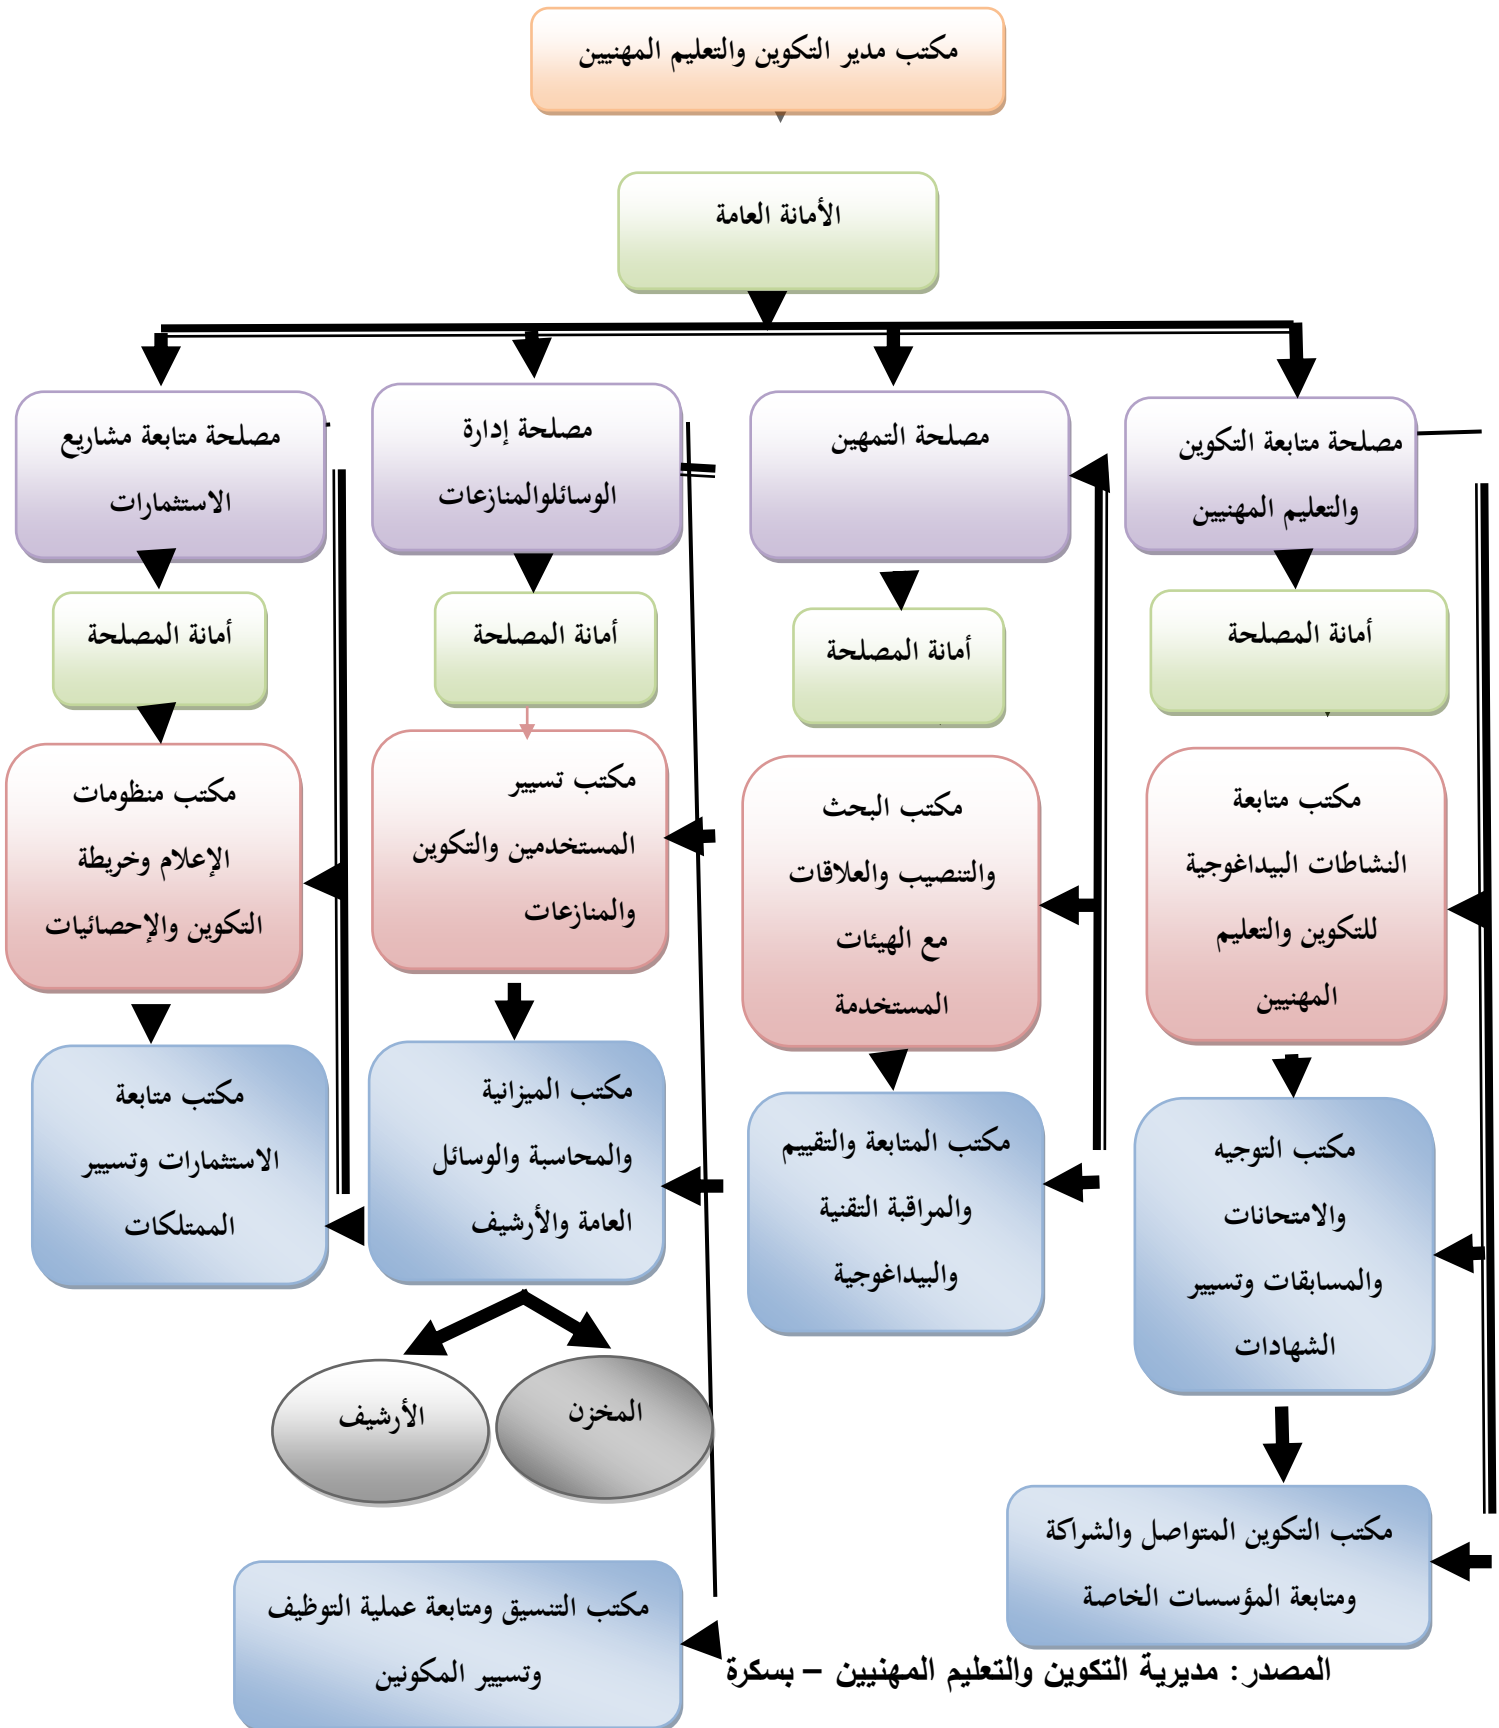 مكتب مدير التكوين والتعليم المهنيين
الأمانة العامة
مصلحة متابعة التكوين
والتعليم المهنيين
مصلحة التمهين
مصلحة إدارة
الوسائلوالمنازعات
مصلحة متابعة مشاريع
الاستثمارات
أمانة المصلحة
أمانة المصلحة
أمانة المصلحة
أمانة المصلحة
مكتب متابعة
النشاطات البيداغوجية
للتكوين والتعليم
المهنيين
مكتب البحث
والتنصيب والعلاقات
مع الهيئات
المستخدمة
مكتب تسيير
المستخدمين والتكوين
والمنازعات
مكتب منظومات
الإعلام وخريطة
التكوين والإحصائيات
مكتب التوجيه
والامتحانات
والمسابقات وتسيير
الشهادات
مكتب المتابعة والتقييم
والمراقبة التقنية
والبيداغوجية
مكتب الميزانية
والمحاسبة والوسائل
العامة والأرشيف
مكتب متابعة
الاستثمارات وتسيير
الممتلكات
المخزن
الأرشيف
مكتب التكوين المتواصل والشراكة
ومتابعة المؤسسات الخاصة
مكتب التنسيق ومتابعة عملية التوظيف
وتسيير المكونين
المصدر: مديرية التكوين والتعليم المهنيين – بسكرة